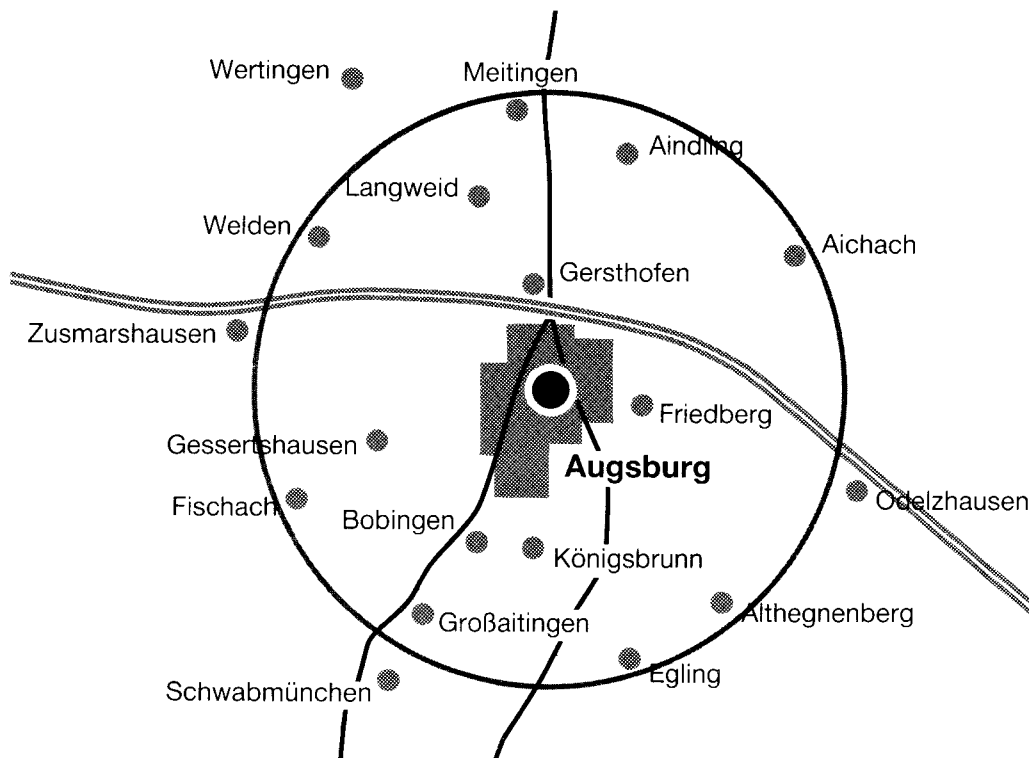 Wertingen
Meitingen
Aindling
Langweid
Welden
Aichach
Gersthofen
Zusmarshausen
Friedberg
Gessertshausen
Augsburg
Fischach
Odelzhausen
Bobingen
Königsbrunn
Althegnenberg
Großaitingen
Egling
Schwabmünchen